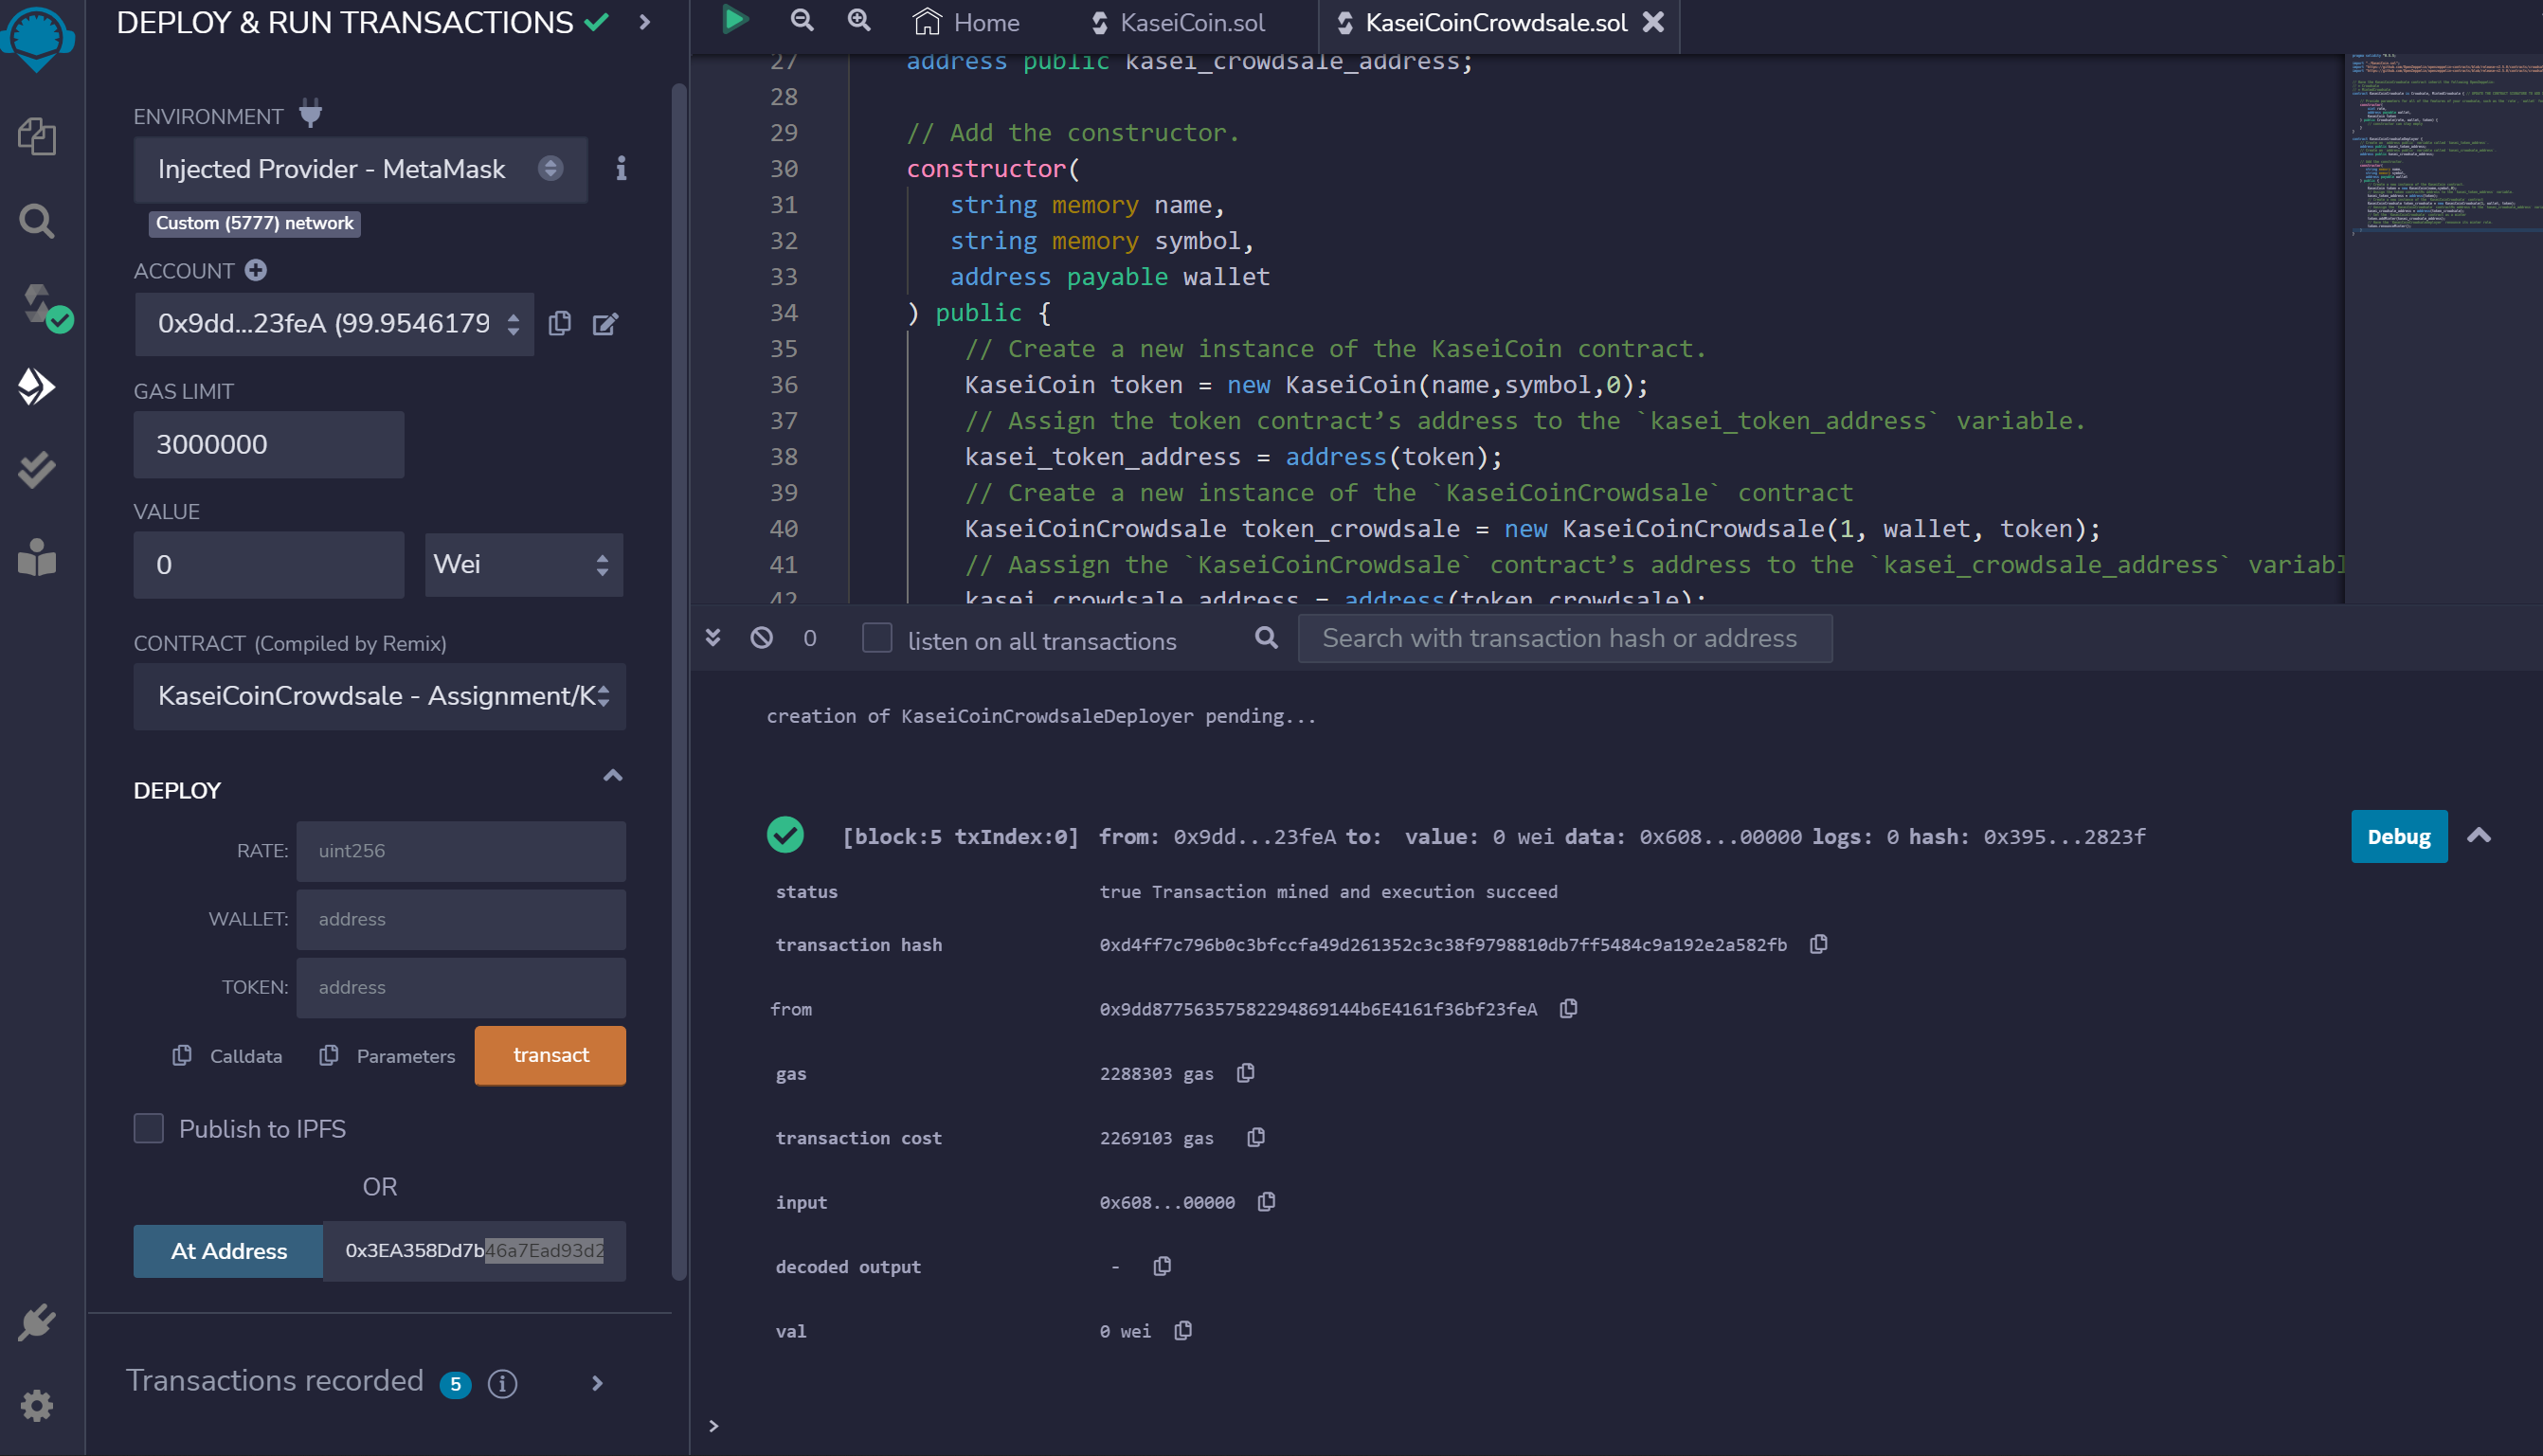 DEPLOY & RUN TRANSACTIONS
ENVIRONMENT
Injected Provider - MetaMask
Custom (5777) network
ACCOUNT
0x9dd...23feA (99.9546179
GAS LIMIT
3000000
VALUE
0
Wei
CONTRACT (Compiled by Remix)
KaseiCoinCrowdsale - Assignment/K
DEPLOY
RATE: uint256
WALLET: address
TOKEN: address
Calldata Parameters transact
Publish to IPFS
OR
At Address 0x3EA358Dd7b46a7Ead93d2
Transactions recorded 5
Home KaseiCoin.sol KaseiCoinCrowdsale.sol
27 address public kasei_crowdsale_address;
28
29 // Add the constructor.
30 constructor(
31 string memory name,
32 string memory symbol,
33 address payable wallet
34 ) public {
35 // Create a new instance of the KaseiCoin contract.
36 KaseiCoin token = new KaseiCoin(name,symbol,0);
37 // Assign the token contract’s address to the `kasei_token_address` variable.
38 kasei_token_address = address(token);
39 // Create a new instance of the `KaseiCoinCrowdsale` contract
40 KaseiCoinCrowdsale token_crowdsale = new KaseiCoinCrowdsale(1, wallet, token);
41 // Aassign the `KaseiCoinCrowdsale` contract’s address to the `kasei_crowdsale_address` variabl
42 kasei_crowdsale_address = address(token_crowdsale);
0 listen on all transactions Search with transaction hash or address
creation of KaseiCoinCrowdsaleDeployer pending...
[block:5 txIndex:0] from: 0x9dd...23feA to: value: 0 wei data: 0x608...00000 logs: 0 hash: 0x395...2823f
Debug
status true Transaction mined and execution succeed
transaction hash 0xd4ff7c796b0c3bfccfa49d261352c3c38f9798810db7ff5484c9a192e2a582fb
from 0x9dd87756357582294869144b6E4161f36bf23feA
gas 2288303 gas
transaction cost 2269103 gas
input 0x608...00000
decoded output -
val 0 wei
>